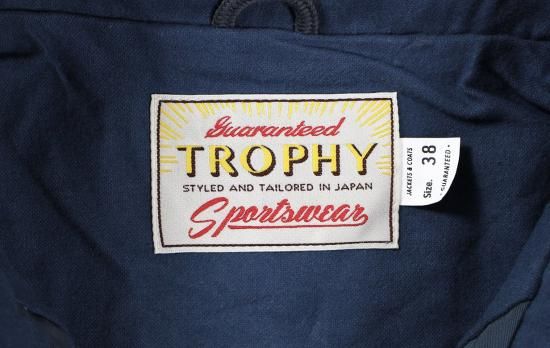 Guaranteed
TROPHY
STYLED AND TAILORED IN JAPAN
Sportswear
JACKETS & COATS
Size. 38
• GUARANTEED •